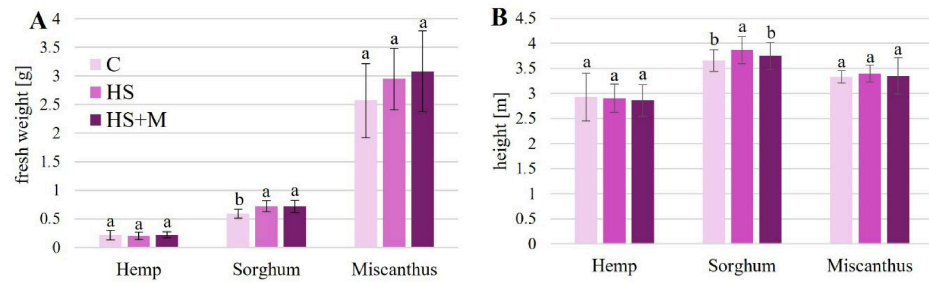 A
fresh weight [g]
4
3.5
3
2.5
2
1.5
1
0.5
0
C
HS
HS+M
a a a
b a a
a a a
Hemp Sorghum Miscanthus
B
height [m]
4.5
4
3.5
3
2.5
2
1.5
1
0.5
0
a a a
b a b
a a a
Hemp Sorghum Miscanthus